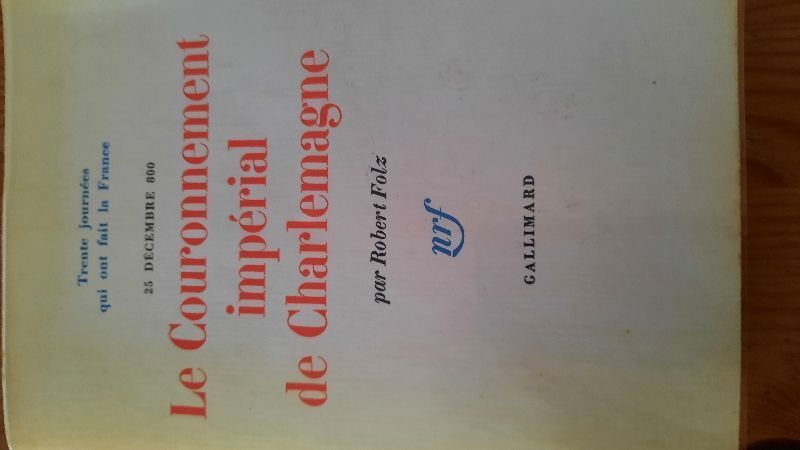 Trente journées
qui ont fait la France
25 DÉCEMBRE 800
Le Couronnement
impérial
de Charlemagne
par Robert Folz
nrf
GALLIMARD